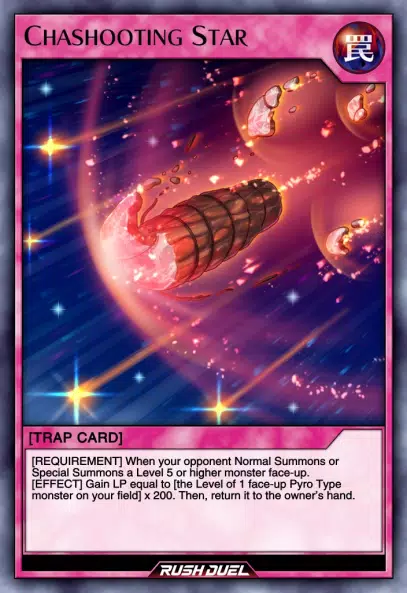 CHASHOOTING STAR
罠
[TRAP CARD]
[REQUIREMENT] When your opponent Normal Summons or
Special Summons a Level 5 or higher monster face-up.
[EFFECT] Gain LP equal to [the Level of 1 face-up Pyro Type
monster on your field] x 200. Then, return it to the owner's hand.
RUSH DUEL